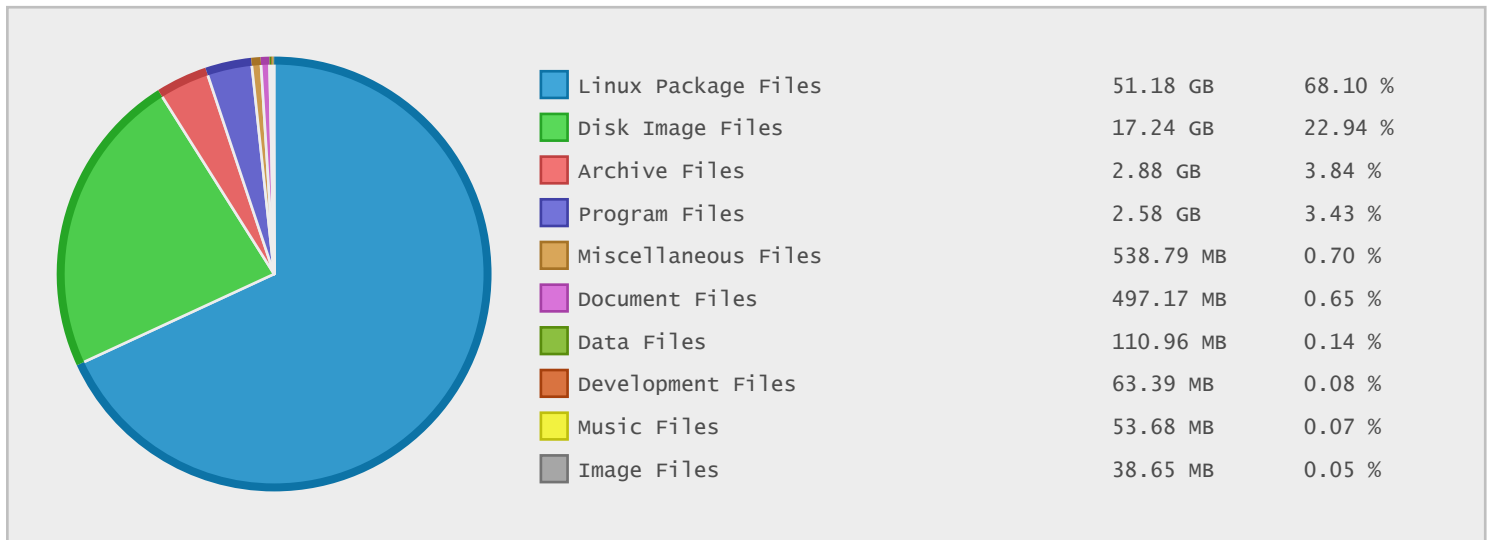 Linux Package Files 51.18 GB 68.10 %
Disk Image Files 17.24 GB 22.94 %
Archive Files 2.88 GB 3.84 %
Program Files 2.58 GB 3.43 %
Miscellaneous Files 538.79 MB 0.70 %
Document Files 497.17 MB 0.65 %
Data Files 110.96 MB 0.14 %
Development Files 63.39 MB 0.08 %
Music Files 53.68 MB 0.07 %
Image Files 38.65 MB 0.05 %